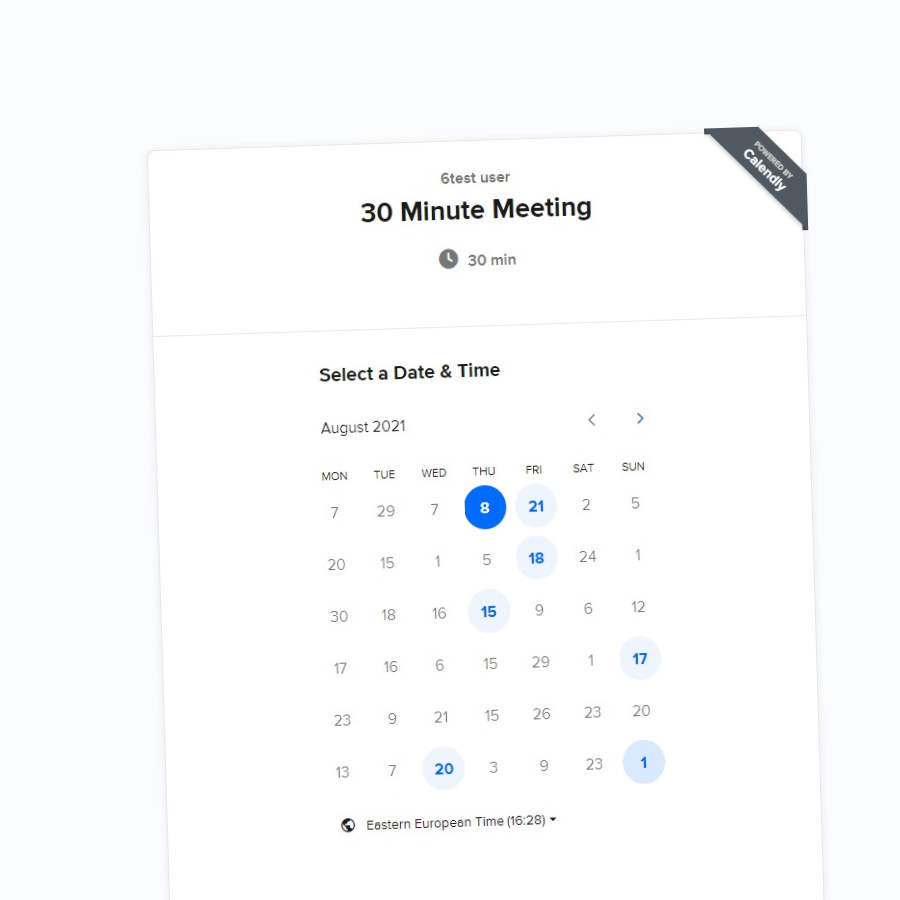 POWERED BY
Calendly
6test user
30 Minute Meeting
30 min
Select a Date & Time
August 2021
MON TUE WED THU FRI SAT SUN
7 29 7 8 21 2 5
20 15 1 5 18 24 1
30 18 16 15 9 6 12
17 16 6 15 29 1 17
23 9 21 15 26 23 20
13 7 20 3 9 23 1
Eastern European Time (16:28)